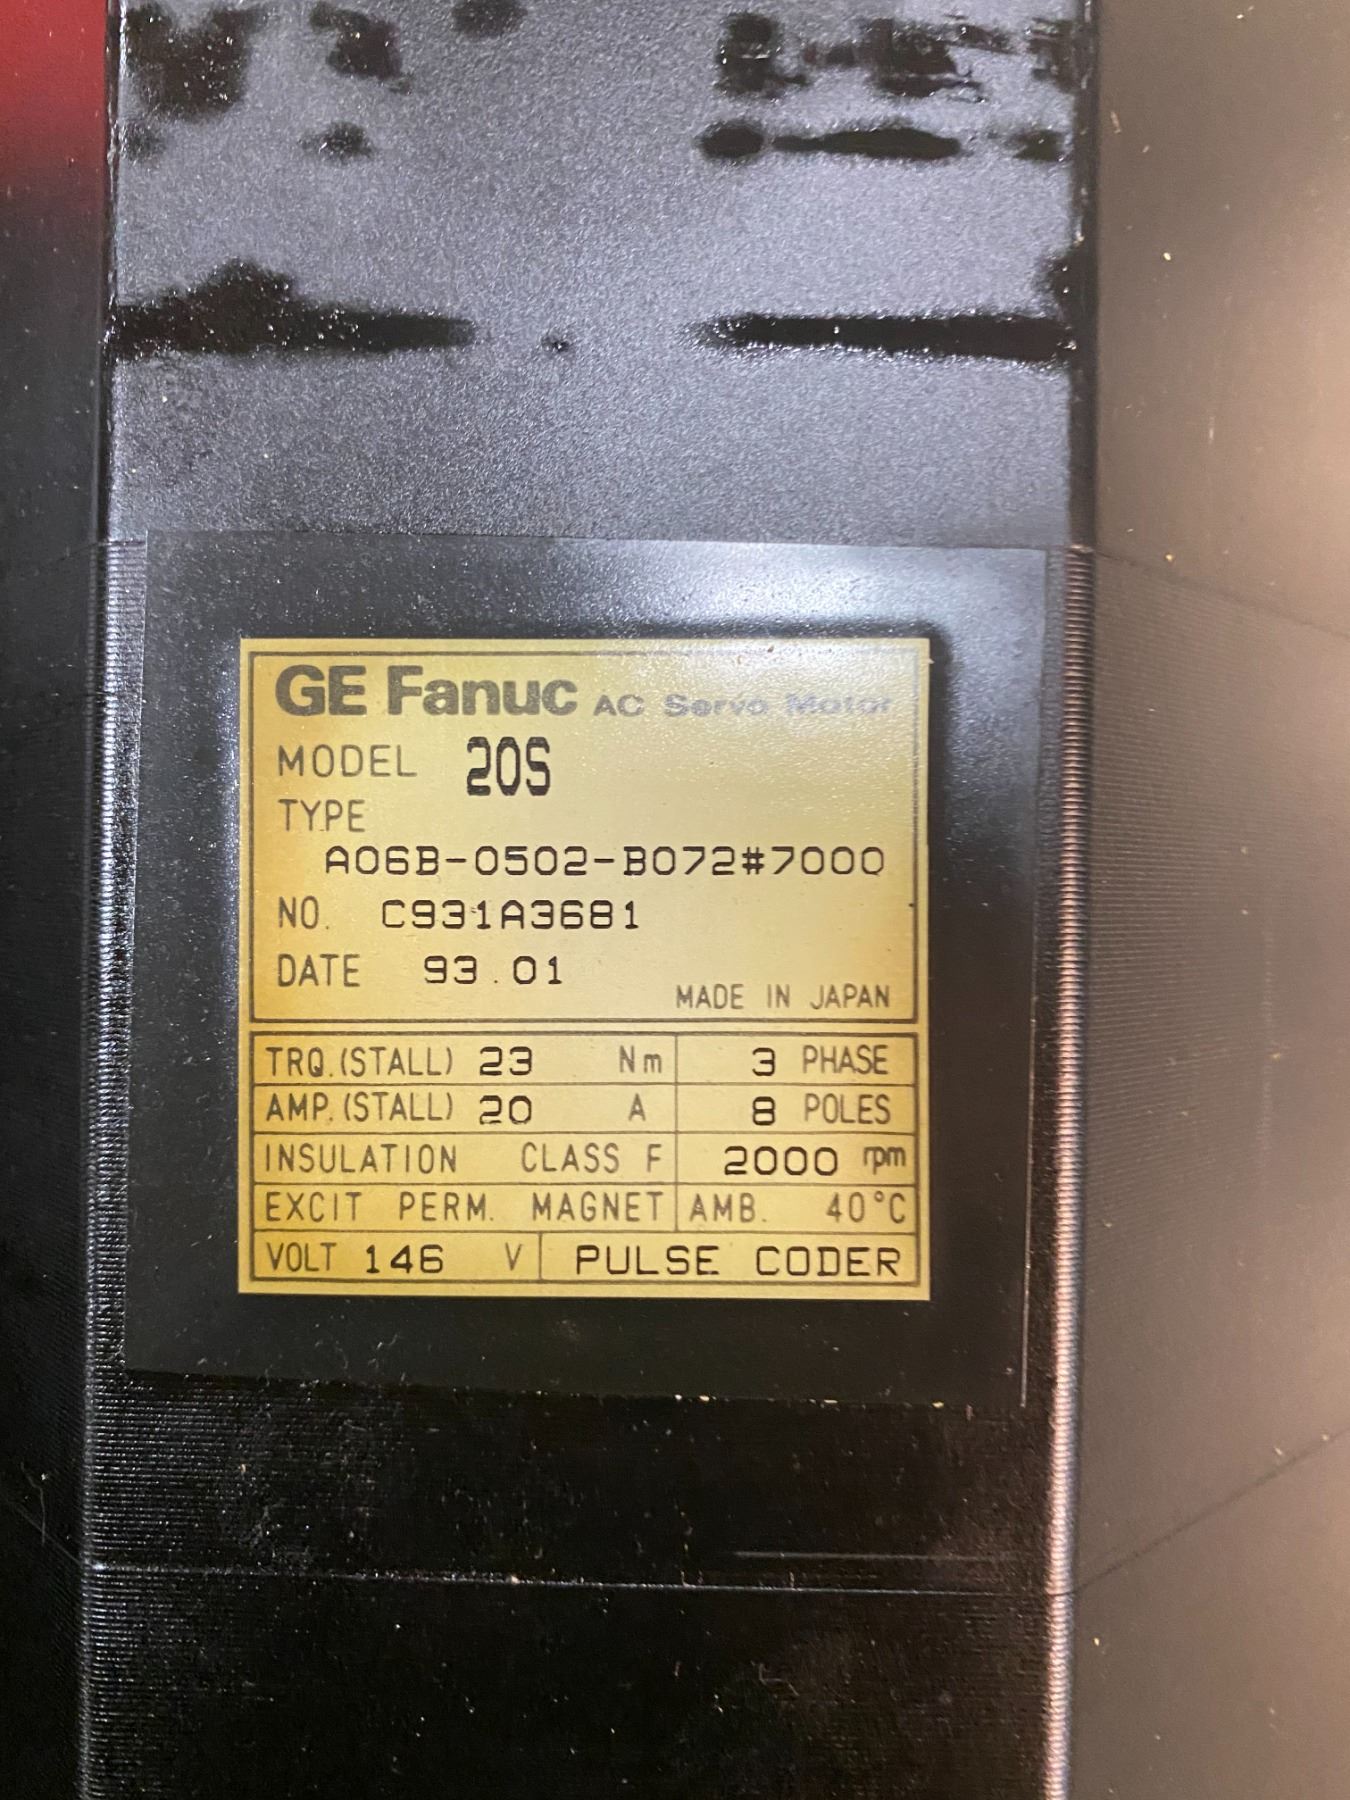 GE Fanuc AC Servo Motor
MODEL 20S
TYPE
A06B-0502-B072#7000
NO. C931A3681
DATE 93.01
MADE IN JAPAN
TRQ.(STALL) 23 Nm 3 PHASE
AMP.(STALL) 20 A 8 POLES
INSULATION CLASS F 2000 rpm
EXCIT PERM. MAGNET AMB. 40°C
VOLT 146 V PULSE CODER